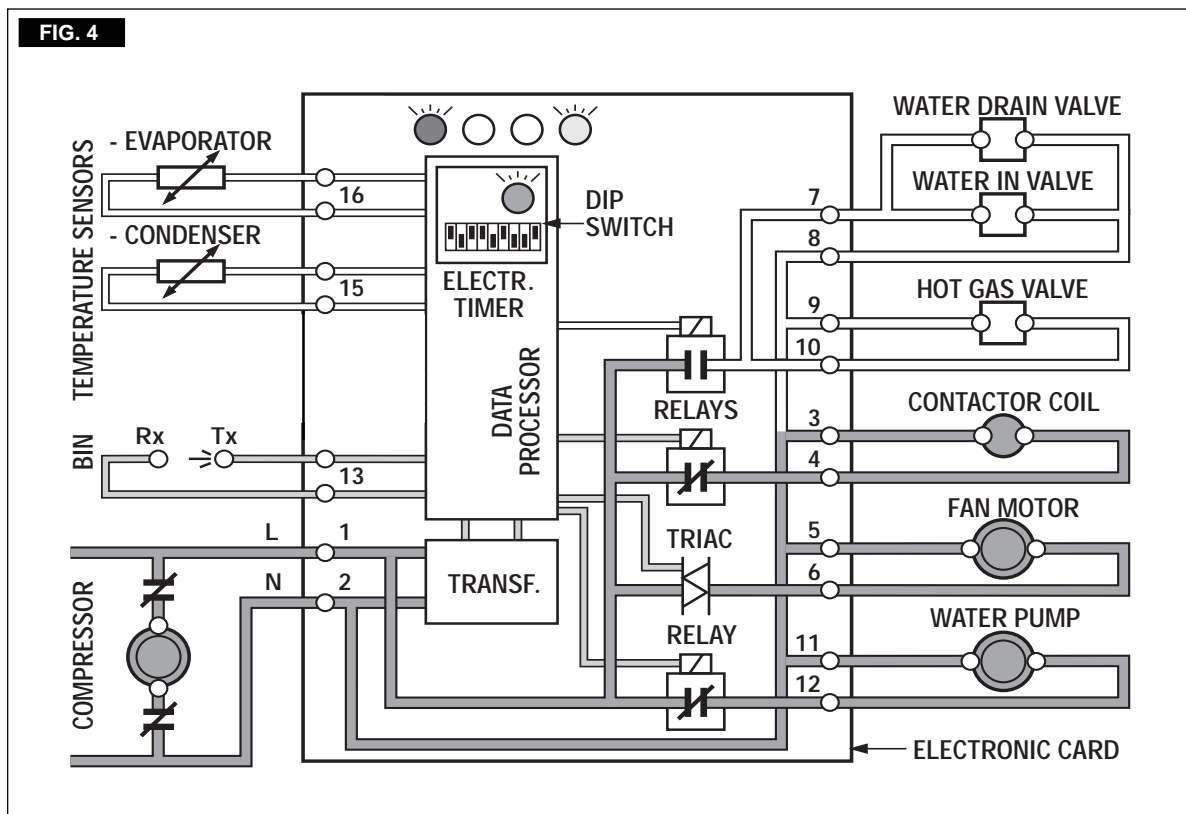 FIG. 4
WATER DRAIN VALVE
- EVAPORATOR
16
TEMPERATURE SENSORS
- CONDENSER
15
DIP
SWITCH
ELECTR.
TIMER
DATA
PROCESSOR
7
WATER IN VALVE
8
HOT GAS VALVE
9
10
RELAYS
CONTACTOR COIL
3
4
BIN
Rx
Tx
13
FAN MOTOR
5
TRIAC
6
L
1
N
2
TRANSF.
COMPRESSOR
RELAY
WATER PUMP
11
12
ELECTRONIC CARD